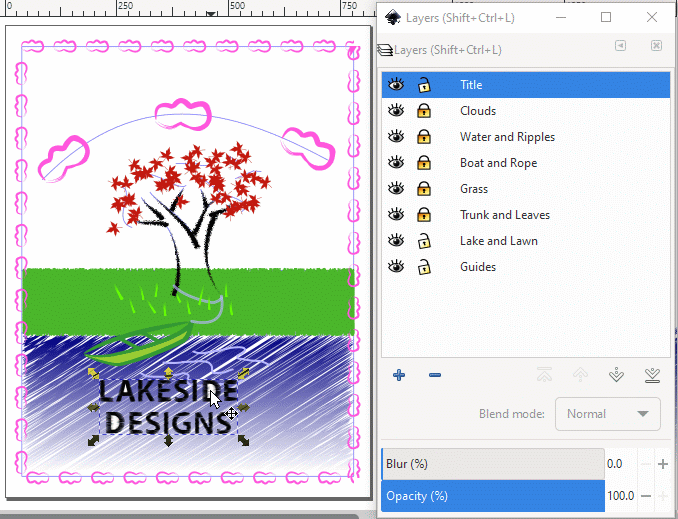 0 250 500 750
Layers (Shift+Ctrl+L)
Layers (Shift+Ctrl+L)
Title
Clouds
Water and Ripples
Boat and Rope
Grass
Trunk and Leaves
Lake and Lawn
Guides
Blend mode: Normal
Blur (%) 0.0
Opacity (%) 100.0
LAKESIDE
DESIGNS